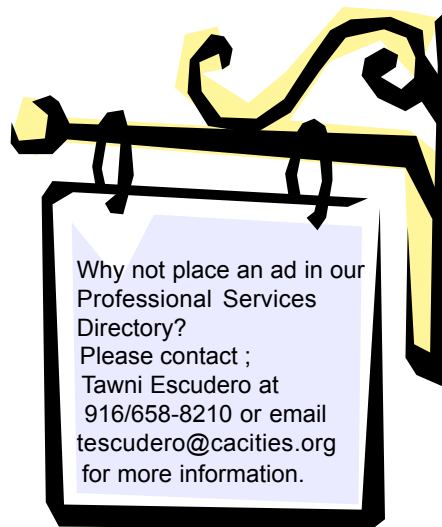 Why not place an ad in our
Professional Services
Directory?
Please contact ;
Tawni Escudero at
916/658-8210 or email
tescudero@cacities.org
for more information.